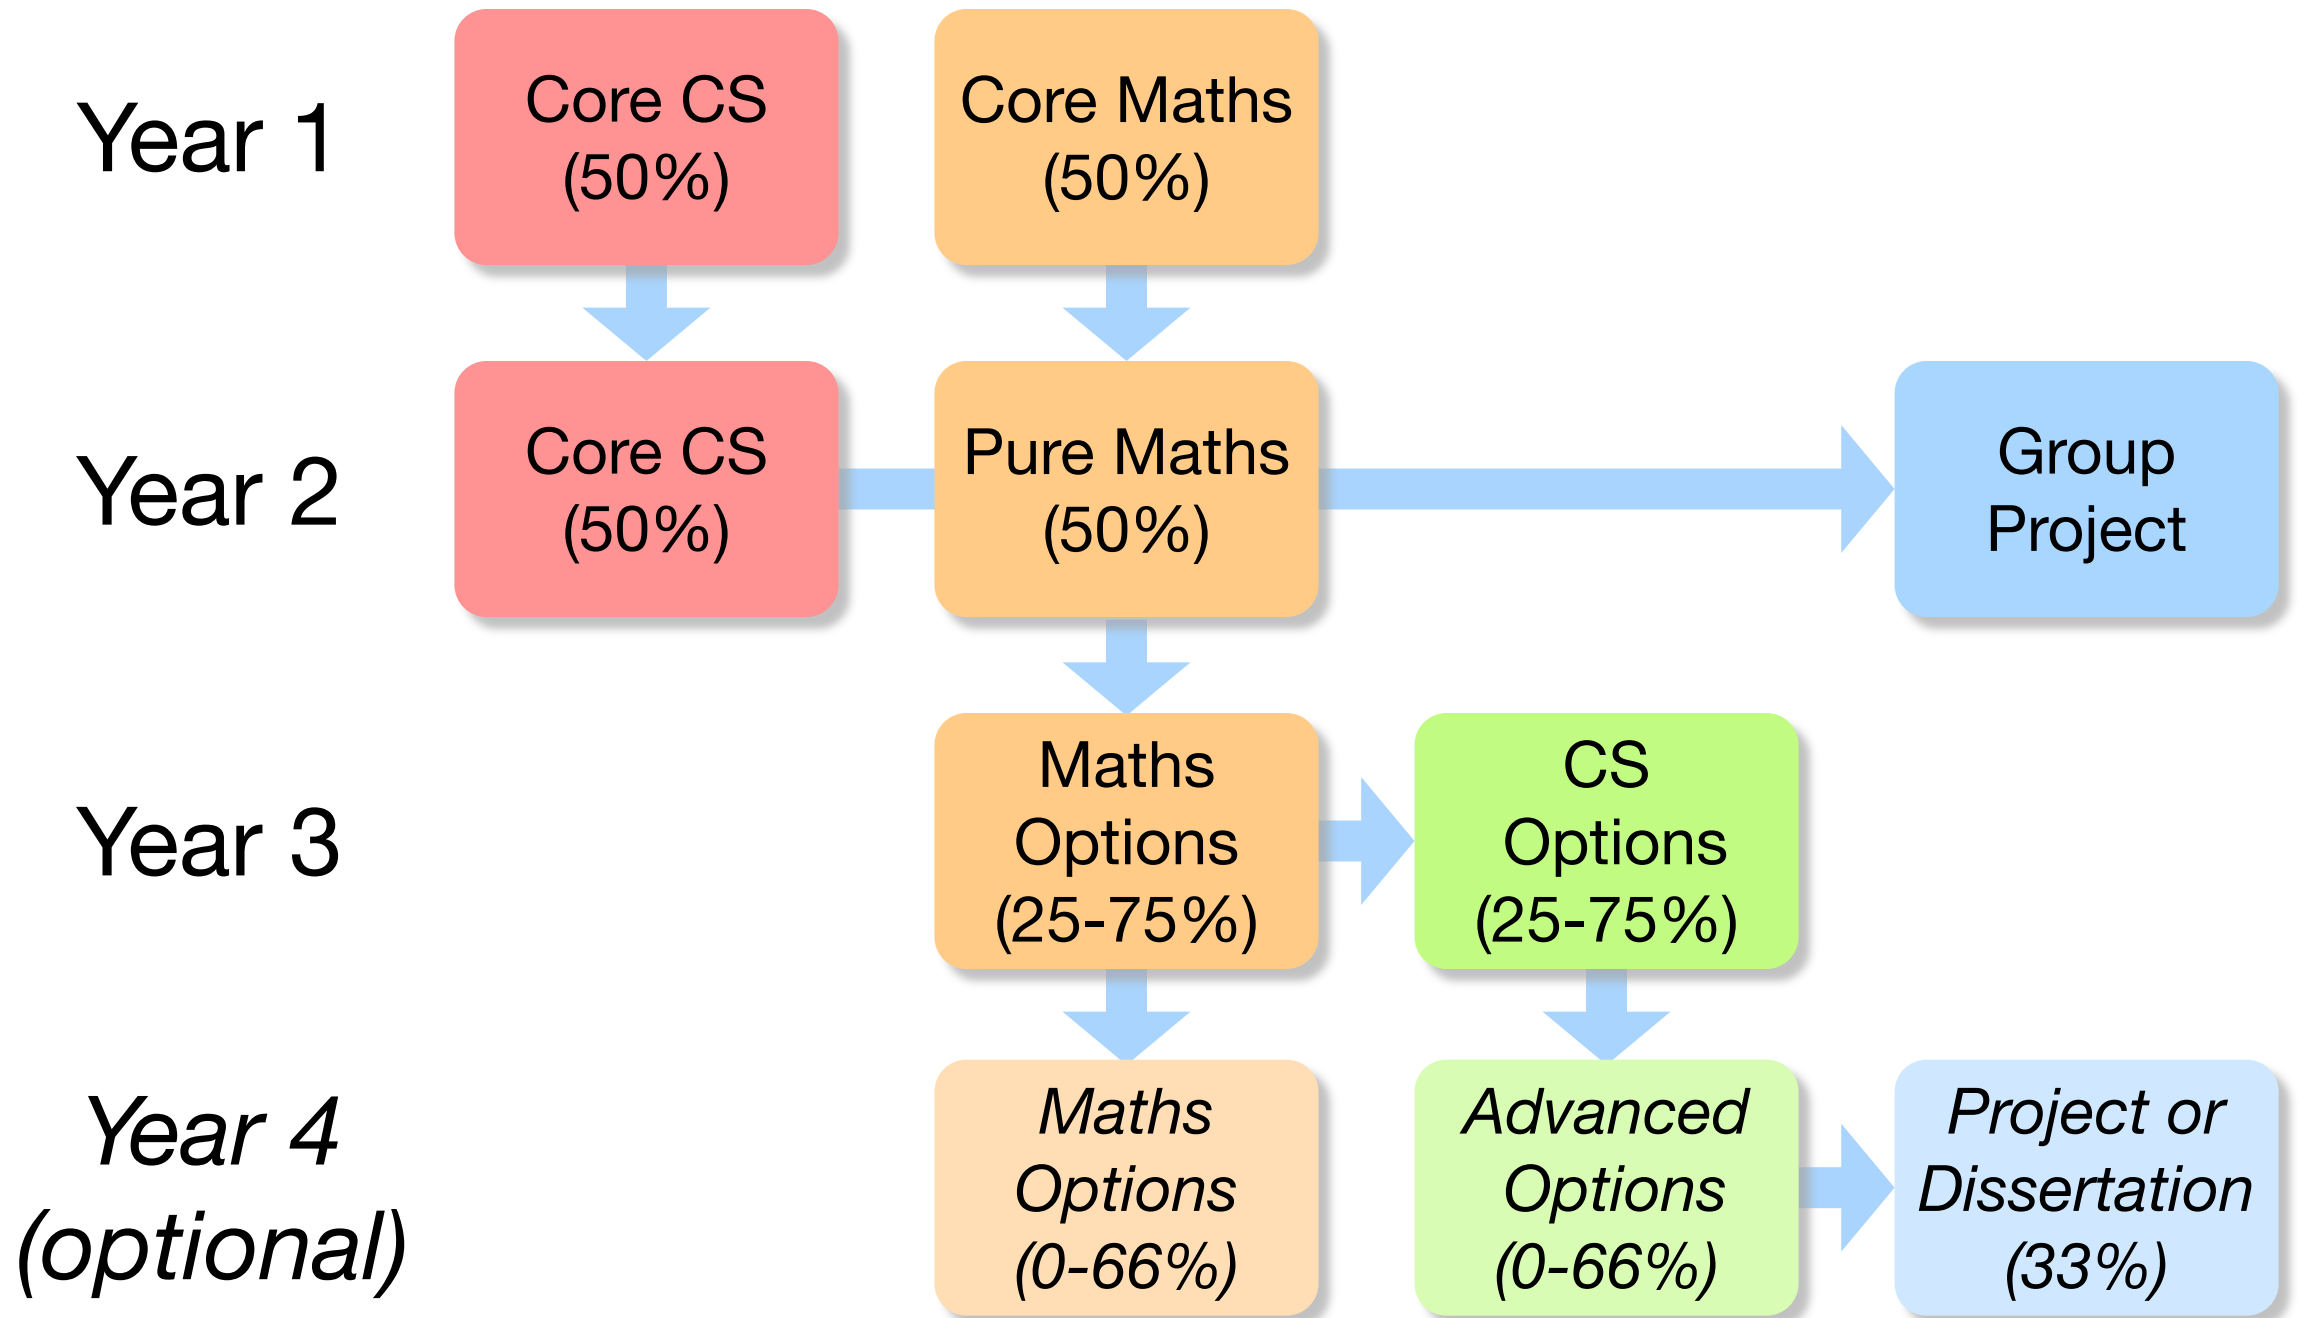 Year 1
Core CS
(50%)
Core Maths
(50%)
Year 2
Core CS
(50%)
Pure Maths
(50%)
Group
Project
Year 3
Maths
Options
(25-75%)
CS
Options
(25-75%)
Year 4
(optional)
Maths
Options
(0-66%)
Advanced
Options
(0-66%)
Project or
Dissertation
(33%)